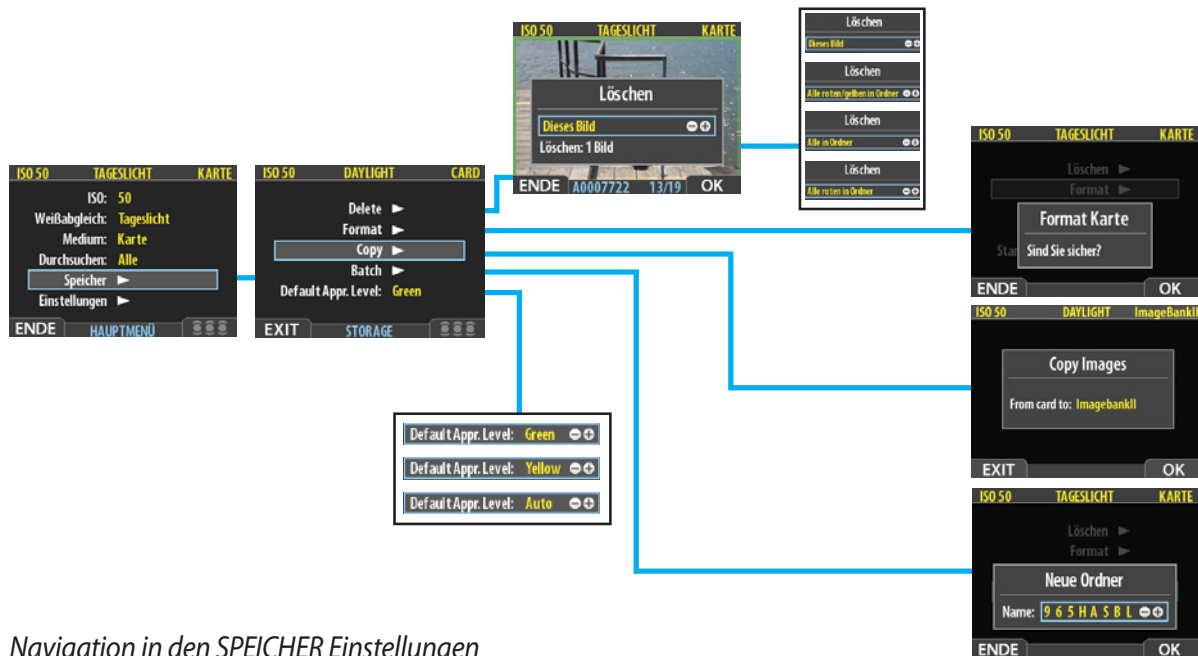 ISO 50 TAGESLICHT KARTE
Löschen
Dieses Bild
Löschen: 1 Bild
ENDE A0007722 13/19 OK
Löschen
Dieses Bild
Löschen
Alle roten/gelben in Ordner
Löschen
Alle in Ordner
Löschen
Alle roten in Ordner
ISO 50 TAGESLICHT KARTE
ISO: 50
Weißabgleich: Tageslicht
Medium: Karte
Durchsuchen: Alle
Speicher
Einstellungen
ENDE HAUPTMENÜ
ISO 50 DAYLIGHT CARD
Delete
Format
Copy
Batch
Default Appr. Level: Green
EXIT STORAGE
Default Appr. Level: Green
Default Appr. Level: Yellow
Default Appr. Level: Auto
ISO 50 TAGESLICHT KARTE
Löschen
Format
Format Karte
Star Sind Sie sicher?
ENDE OK
ISO 50 DAYLIGHT ImageBankII
Copy Images
From card to: ImagebankII
EXIT OK
ISO 50 TAGESLICHT KARTE
Löschen
Format
Neue Ordner
Name: 9 6 5 H A S B L
ENDE OK
Navigation in den SPEICHER Einstellungen